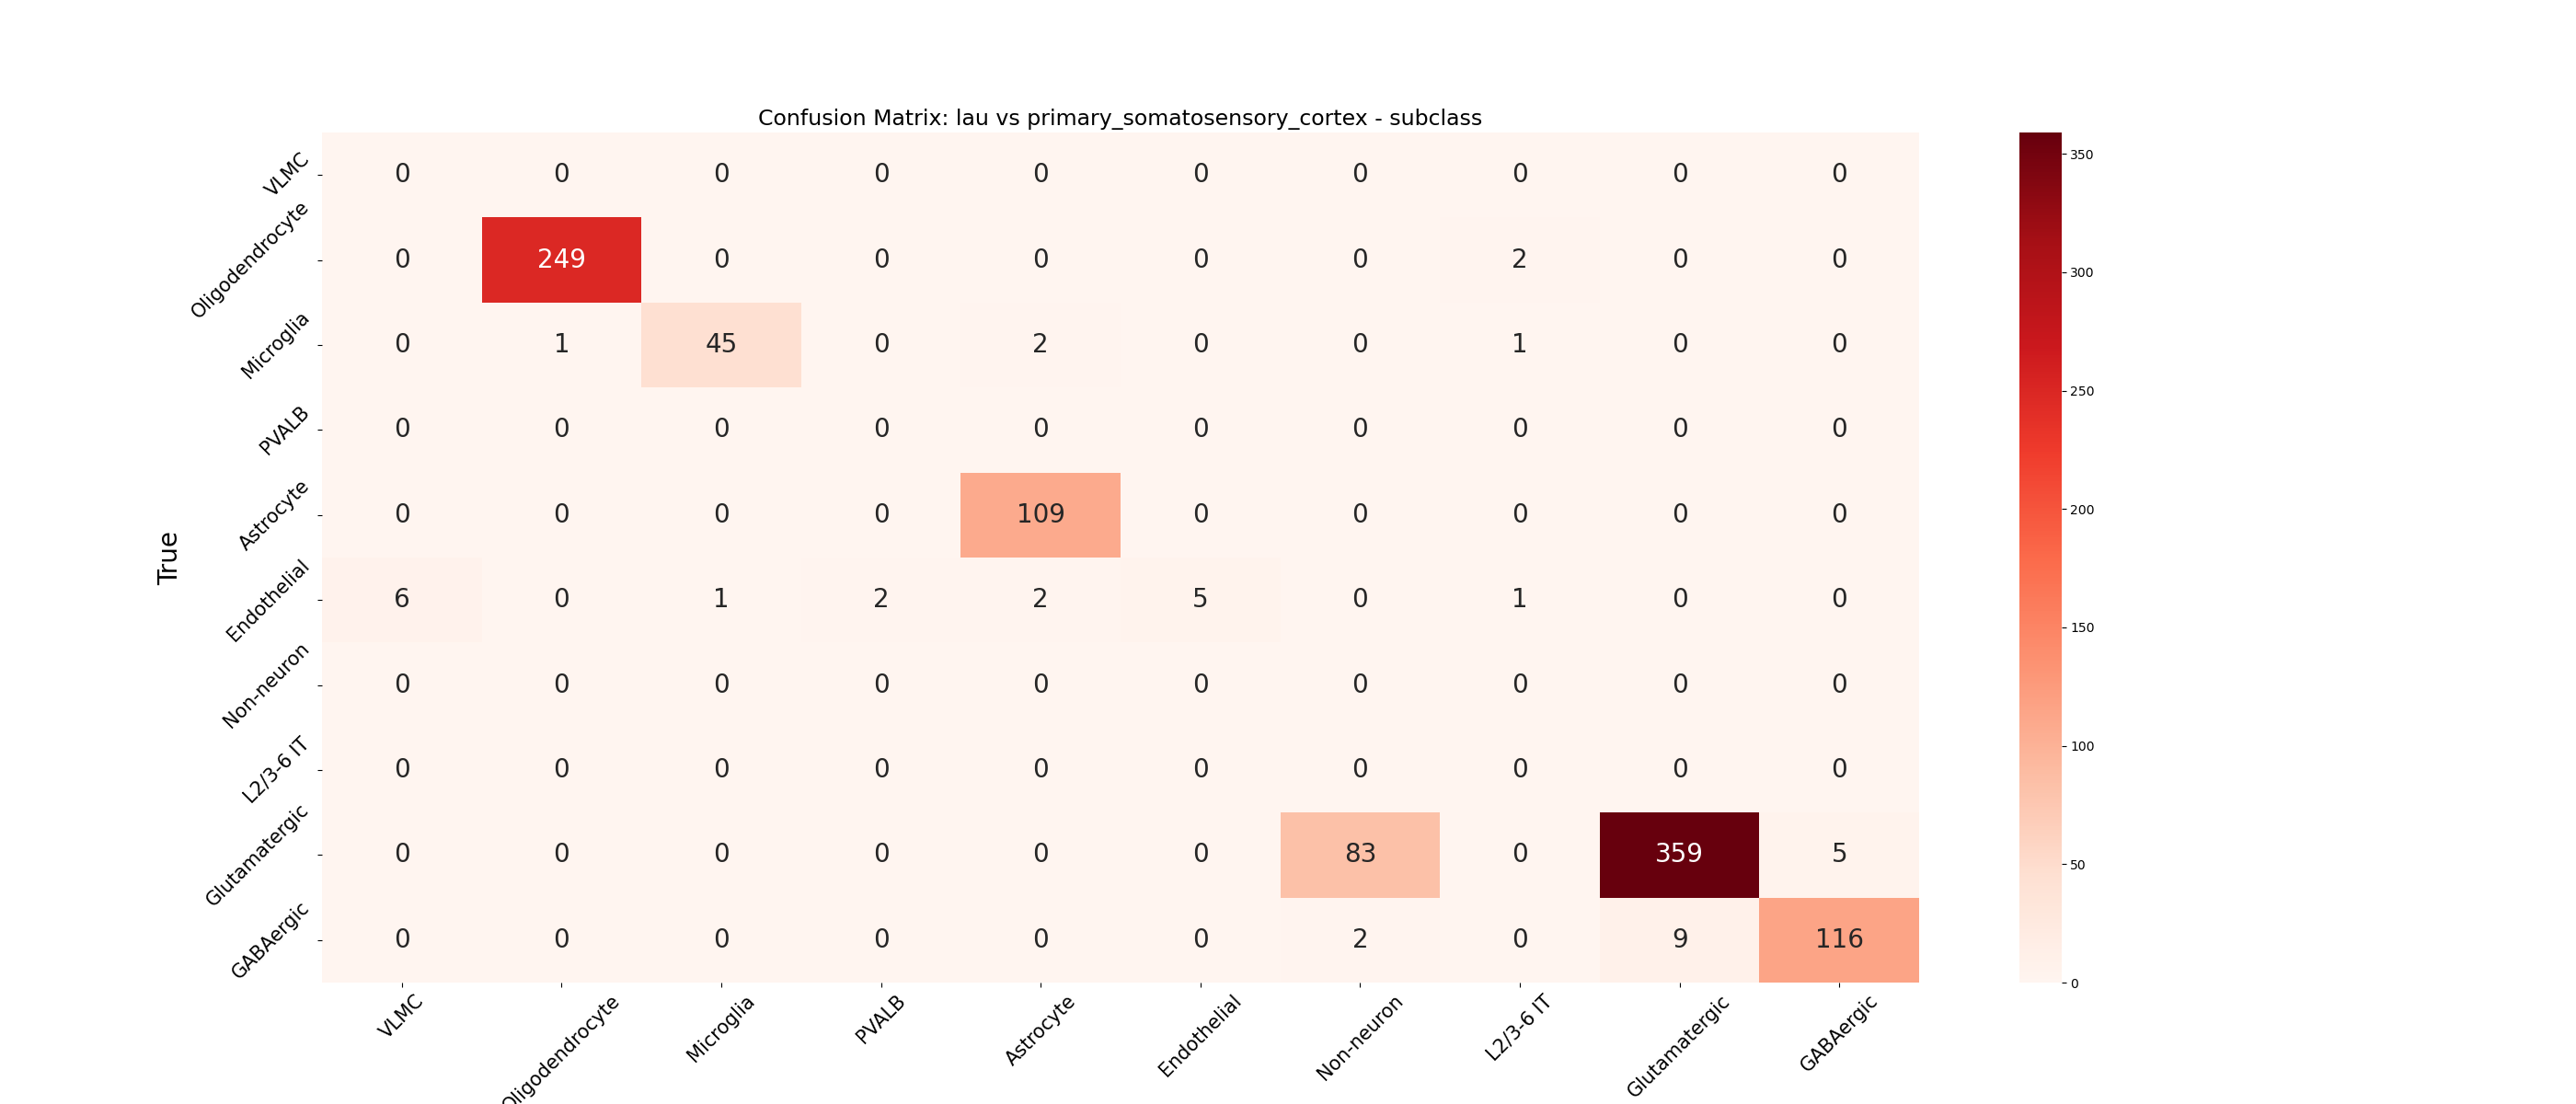 Confusion Matrix: lau vs primary_somatosensory_cortex - subclass
True
VLMC 0 0 0 0 0 0 0 0 0 0
Oligodendrocyte 0 249 0 0 0 0 0 2 0 0
Microglia 0 1 45 0 2 0 0 1 0 0
PVALB 0 0 0 0 0 0 0 0 0 0
Astrocyte 0 0 0 0 109 0 0 0 0 0
Endothelial 6 0 1 2 2 5 0 1 0 0
Non-neuron 0 0 0 0 0 0 0 0 0 0
L2/3-6 IT 0 0 0 0 0 0 0 0 0 0
Glutamatergic 0 0 0 0 0 0 83 0 359 5
GABAergic 0 0 0 0 0 0 2 0 9 116
VLMC Oligodendrocyte Microglia PVALB Astrocyte Endothelial Non-neuron L2/3-6 IT Glutamatergic GABAergic
350
300
250
200
150
100
50
0